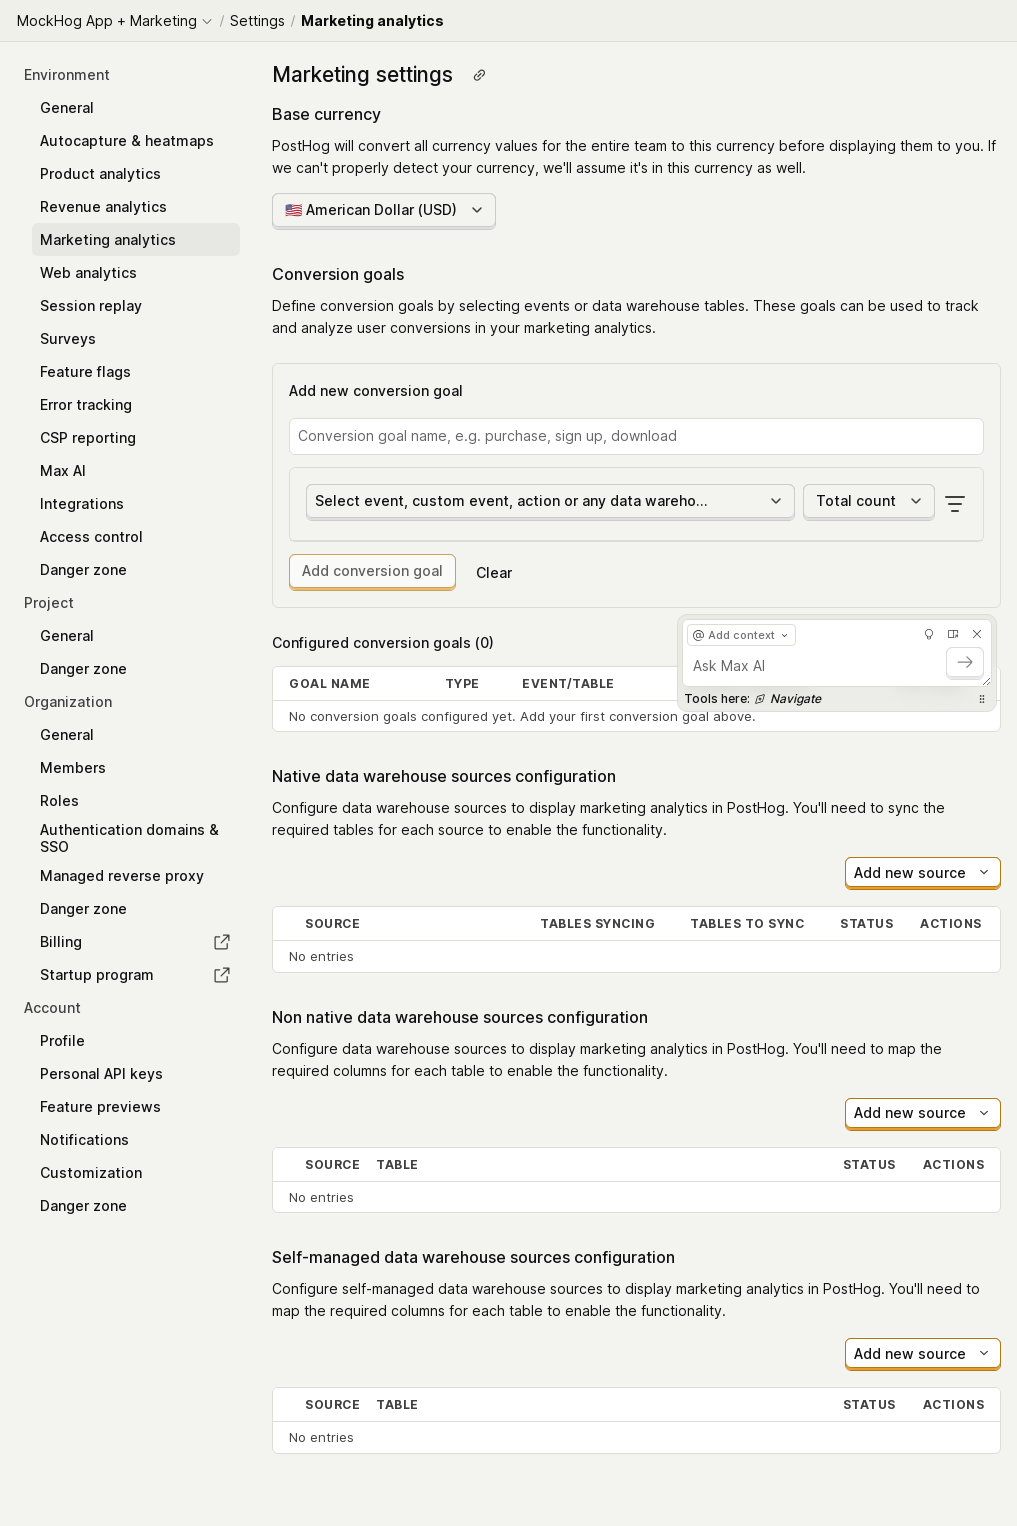 MockHog App + Marketing / Settings / Marketing analytics
Environment
General
Autocapture & heatmaps
Product analytics
Revenue analytics
Marketing analytics
Web analytics
Session replay
Surveys
Feature flags
Error tracking
CSP reporting
Max AI
Integrations
Access control
Danger zone
Project
General
Danger zone
Organization
General
Members
Roles
Authentication domains &
SSO
Managed reverse proxy
Danger zone
Billing
Startup program
Account
Profile
Personal API keys
Feature previews
Notifications
Customization
Danger zone
Marketing settings
Base currency
PostHog will convert all currency values for the entire team to this currency before displaying them to you. If
we can't properly detect your currency, we'll assume it's in this currency as well.
🇺🇸 American Dollar (USD)
Conversion goals
Define conversion goals by selecting events or data warehouse tables. These goals can be used to track
and analyze user conversions in your marketing analytics.
Add new conversion goal
Conversion goal name, e.g. purchase, sign up, download
Select event, custom event, action or any data wareho... Total count
Add conversion goal Clear
Configured conversion goals (0)
GOAL NAME TYPE EVENT/TABLE
No conversion goals configured yet. Add your first conversion goal above.
@ Add context
Ask Max AI
Tools here: Navigate
Native data warehouse sources configuration
Configure data warehouse sources to display marketing analytics in PostHog. You'll need to sync the
required tables for each source to enable the functionality.
Add new source
SOURCE TABLES SYNCING TABLES TO SYNC STATUS ACTIONS
No entries
Non native data warehouse sources configuration
Configure data warehouse sources to display marketing analytics in PostHog. You'll need to map the
required columns for each table to enable the functionality.
Add new source
SOURCE TABLE STATUS ACTIONS
No entries
Self-managed data warehouse sources configuration
Configure self-managed data warehouse sources to display marketing analytics in PostHog. You'll need to
map the required columns for each table to enable the functionality.
Add new source
SOURCE TABLE STATUS ACTIONS
No entries